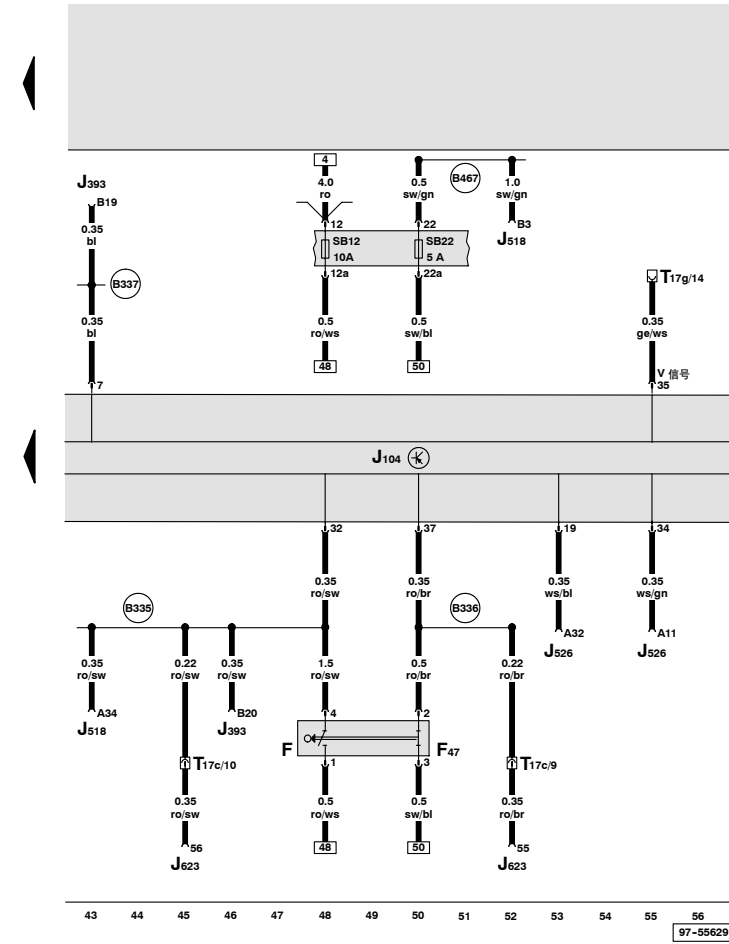 4
4.0
ro
0.5
sw/gn
B467
1.0
sw/gn
J393
B19
0.35
bl
12
22
B3
J518
SB12
10A
SB22
5 A
B337
12a
22a
T17g/14
0.35
bl
0.5
ro/ws
0.5
sw/bl
0.35
ge/ws
48
50
V 信号
7
35
J104
32
37
19
34
0.35
ro/sw
0.35
ro/br
0.35
ws/bl
0.35
ws/gn
B335
B336
A32
J526
A11
J526
0.35
ro/sw
0.22
ro/sw
0.35
ro/sw
1.5
ro/sw
0.5
ro/br
0.22
ro/br
A34
J518
B20
J393
4
2
F
F47
T17c/10
1
3
T17c/9
0.35
ro/sw
0.5
ro/ws
0.5
sw/bl
0.35
ro/br
56
J623
48
50
55
J623
43 44 45 46 47 48 49 50 51 52 53 54 55 56
97-55629